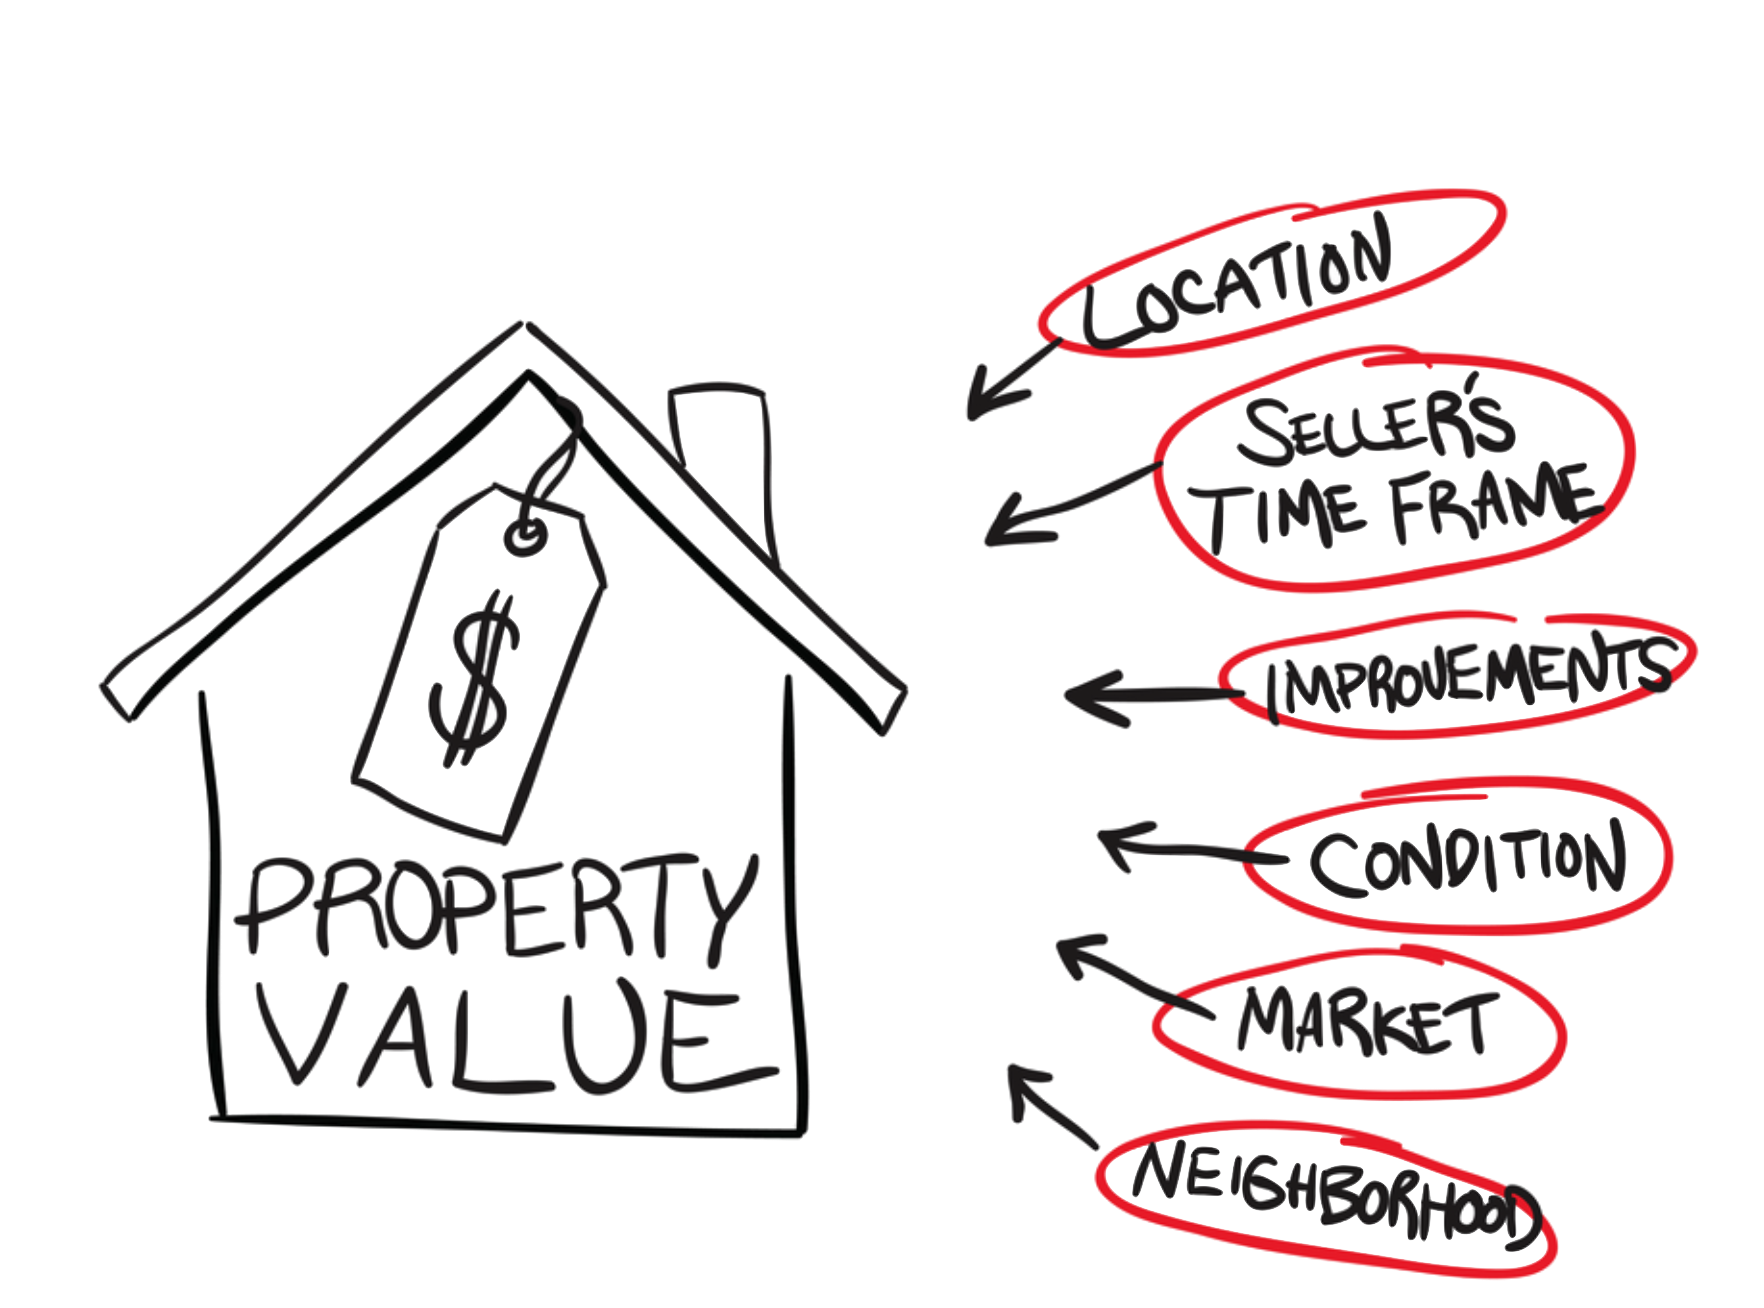 LOCATION
SELLER'S
TIME FRAME
IMPROVEMENTS
CONDITION
MARKET
NEIGHBORHOOD
$
PROPERTY
VALUE